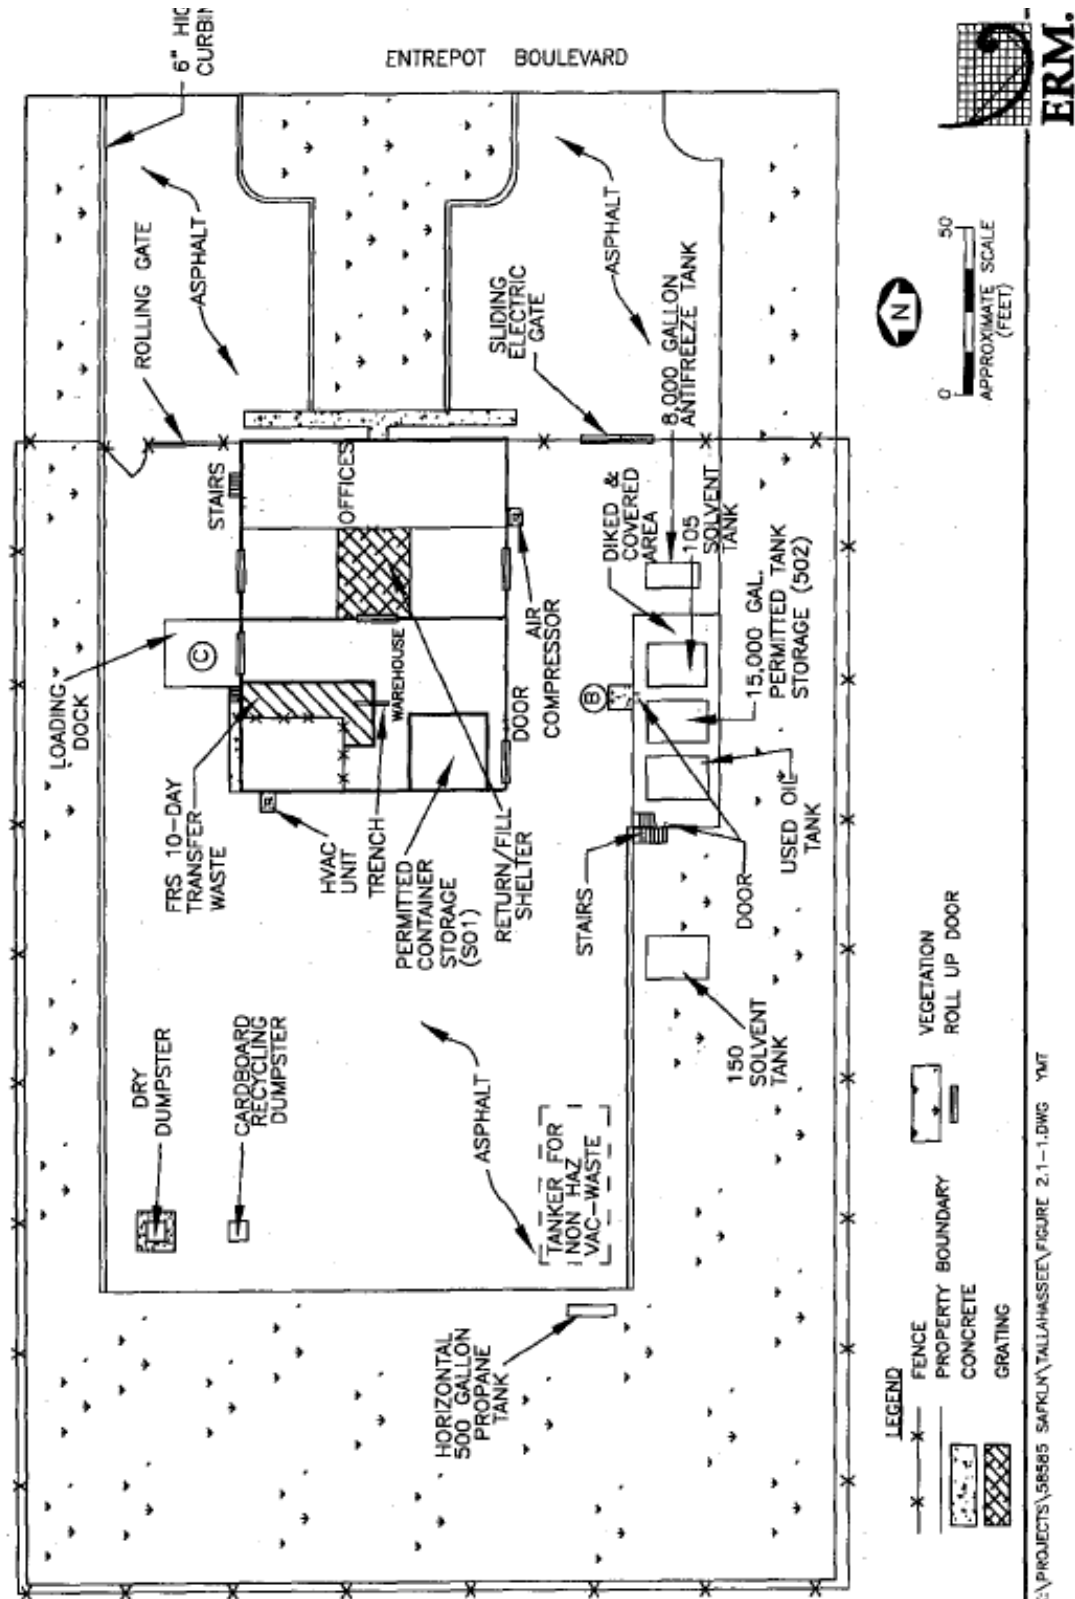 ENTREPOT BOULEVARD
6" HIG
CURBIN
ASPHALT
ROLLING GATE
ASPHALT
SLIDING
ELECTRIC
GATE
8,000 GALLON
ANTIFREEZE TANK
STAIRS
OFFICES
DIKED &
COVERED
AREA
105
SOLVENT
TANK
15,000 GAL.
PERMITTED TANK
STORAGE (502)
LOADING
DOCK
C
WAREHOUSE
DOOR
AIR
COMPRESSOR
B
FRS 10-DAY
TRANSFER
WASTE
HVAC
UNIT
TRENCH
PERMITTED
CONTAINER
STORAGE
(S01)
RETURN/FILL
SHELTER
STAIRS
DOOR
USED OIL
TANK
DRY
DUMPSTER
CARDBOARD
RECYCLING
DUMPSTER
ASPHALT
TANKER FOR
NON HAZ
VAC-WASTE
150
SOLVENT
TANK
HORIZONTAL
500 GALLON
PROPANE
TANK
LEGEND
FENCE
PROPERTY BOUNDARY
CONCRETE
GRATING
VEGETATION
ROLL UP DOOR
N
0 50
APPROXIMATE SCALE
(FEET)
ERM.
:\PROJECTS\58585 SAFKLN\TALLAHASSEE\FIGURE 2.1-1.DWG YMT